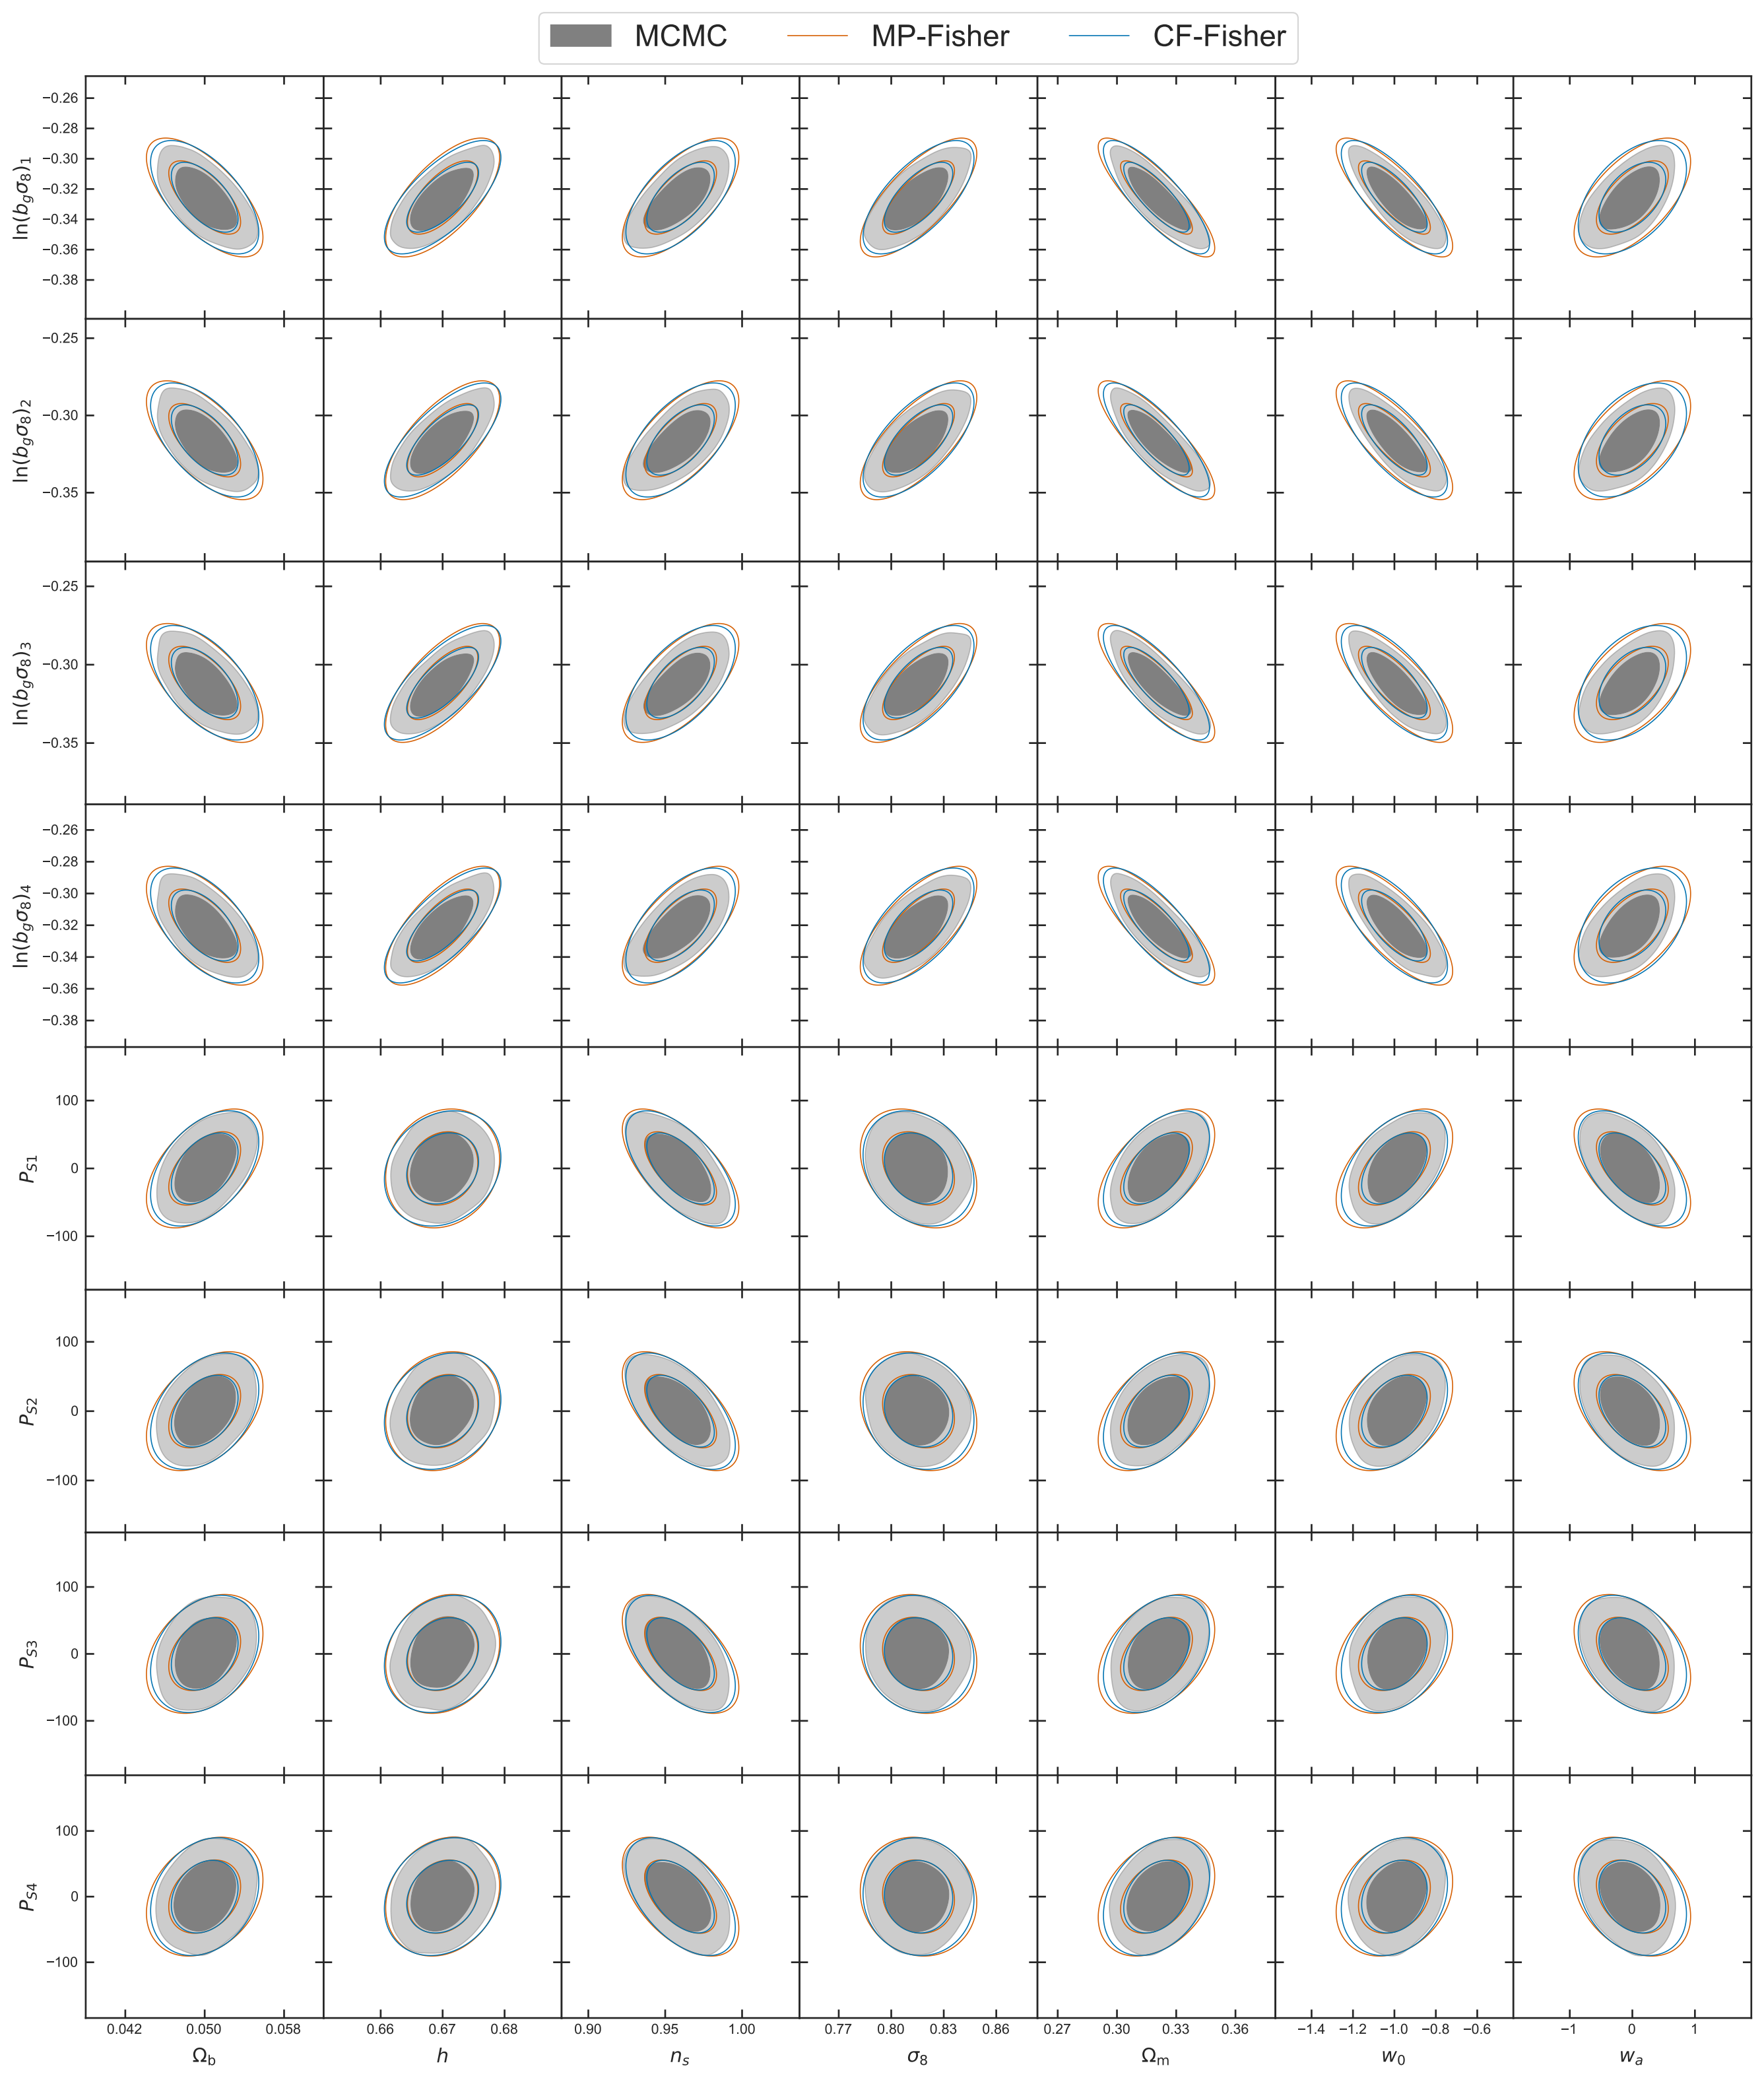 MCMC MP-Fisher CF-Fisher
−0.26
−0.28
−0.30
−0.32
−0.34
−0.36
−0.38
ln(b_gσ_8)_1
−0.25
−0.30
−0.35
ln(b_gσ_8)_2
−0.25
−0.30
−0.35
ln(b_gσ_8)_3
−0.26
−0.28
−0.30
−0.32
−0.34
−0.36
−0.38
ln(b_gσ_8)_4
100
0
−100
P_S1
100
0
−100
P_S2
100
0
−100
P_S3
100
0
−100
P_S4
0.042 0.050 0.058 0.66 0.67 0.68 0.90 0.95 1.00 0.77 0.80 0.83 0.86 0.27 0.30 0.33 0.36 −1.4 −1.2 −1.0 −0.8 −0.6 −1 0 1
Ω_b h n_s σ_8 Ω_m w_0 w_a